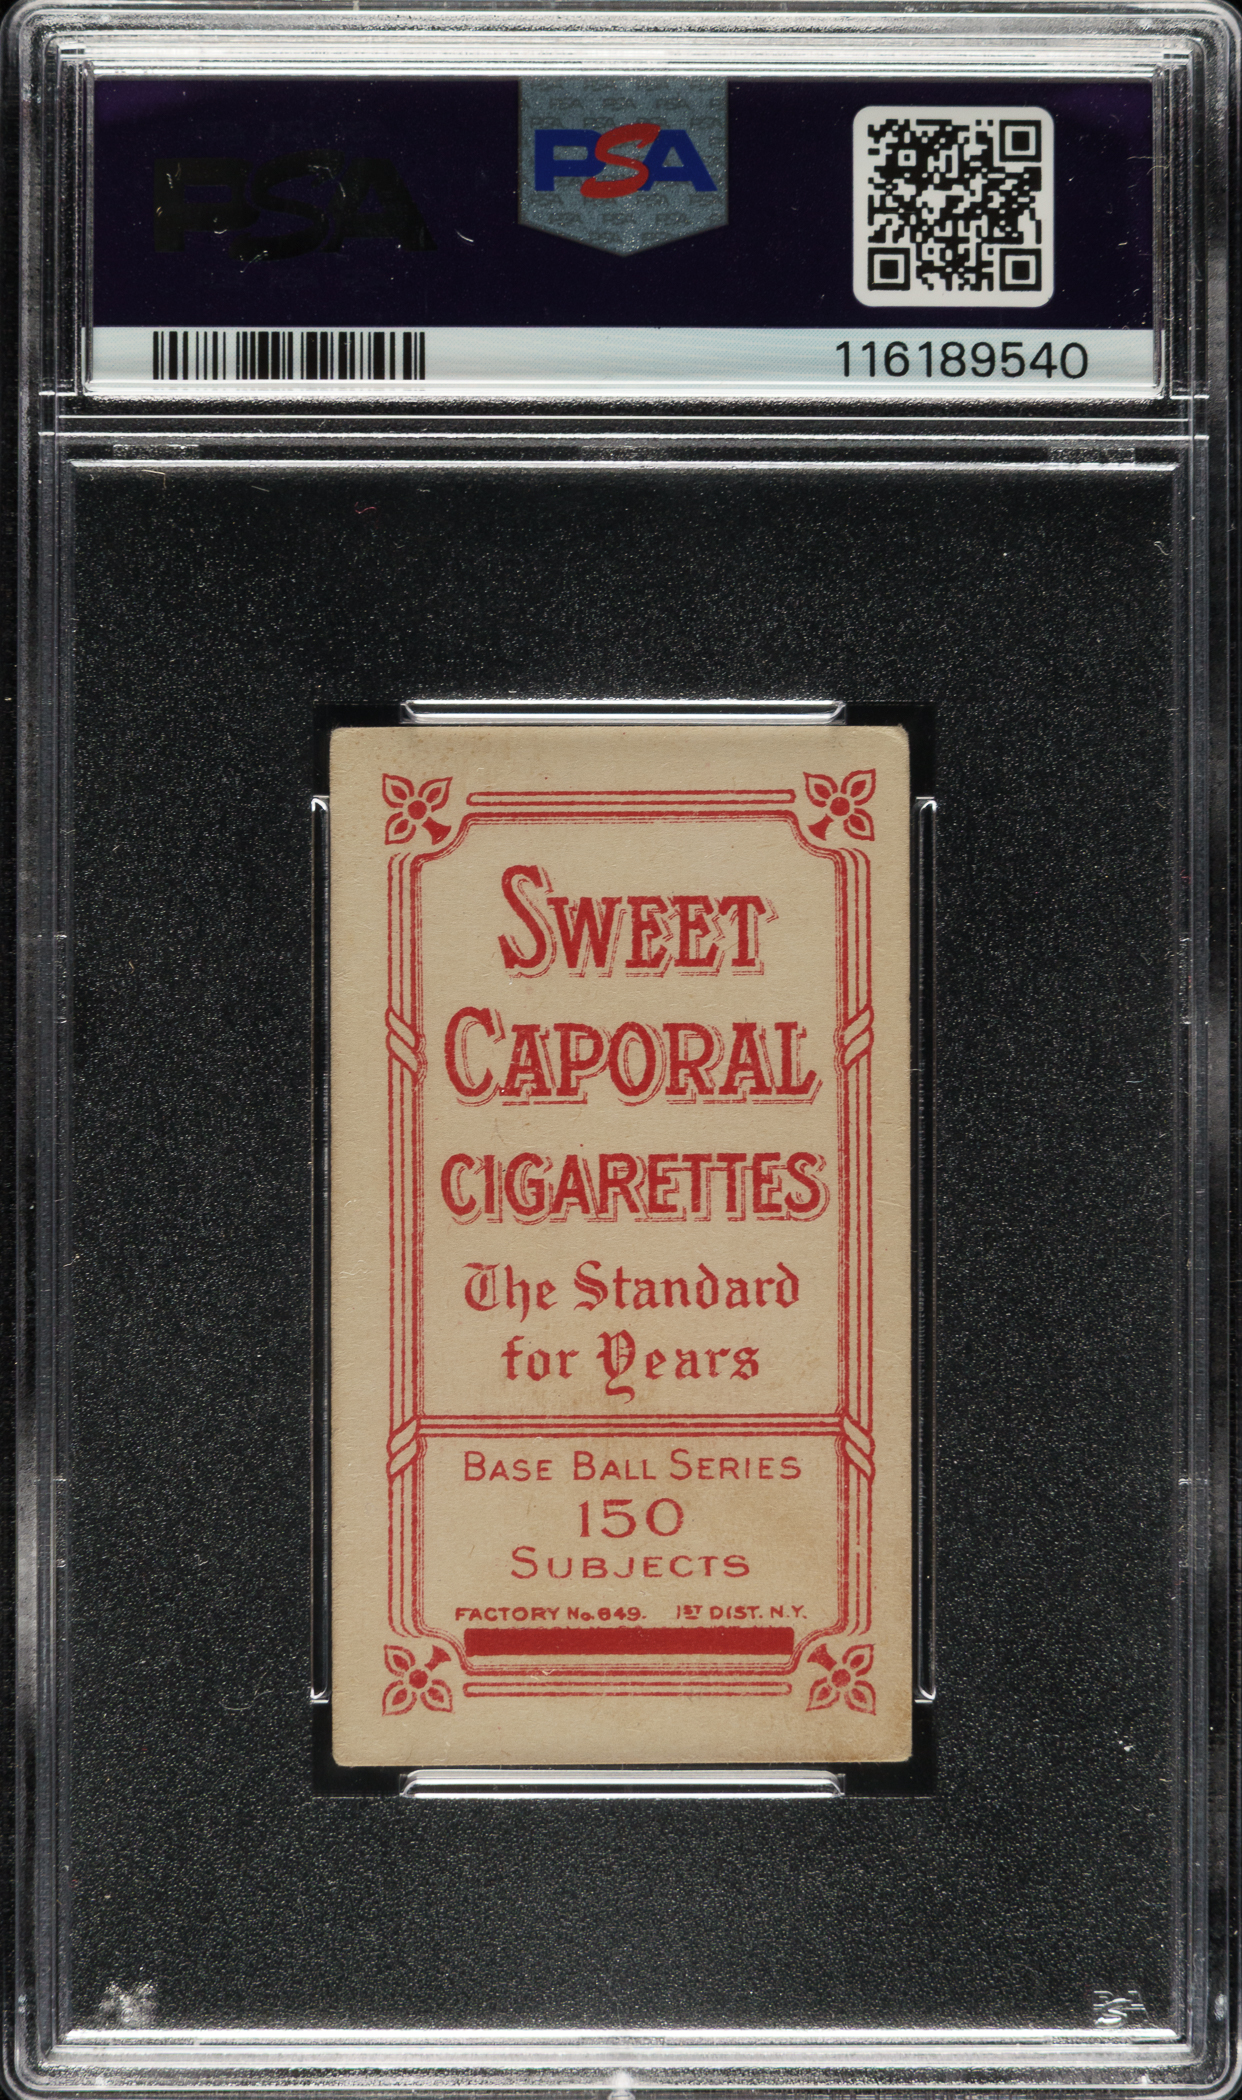 PSA
PSA
116189540
SWEET
CAPORAL
CIGARETTES
The Standard
for Years
BASE BALL SERIES
150
SUBJECTS
FACTORY No. 649. 1ST DIST. N.Y.